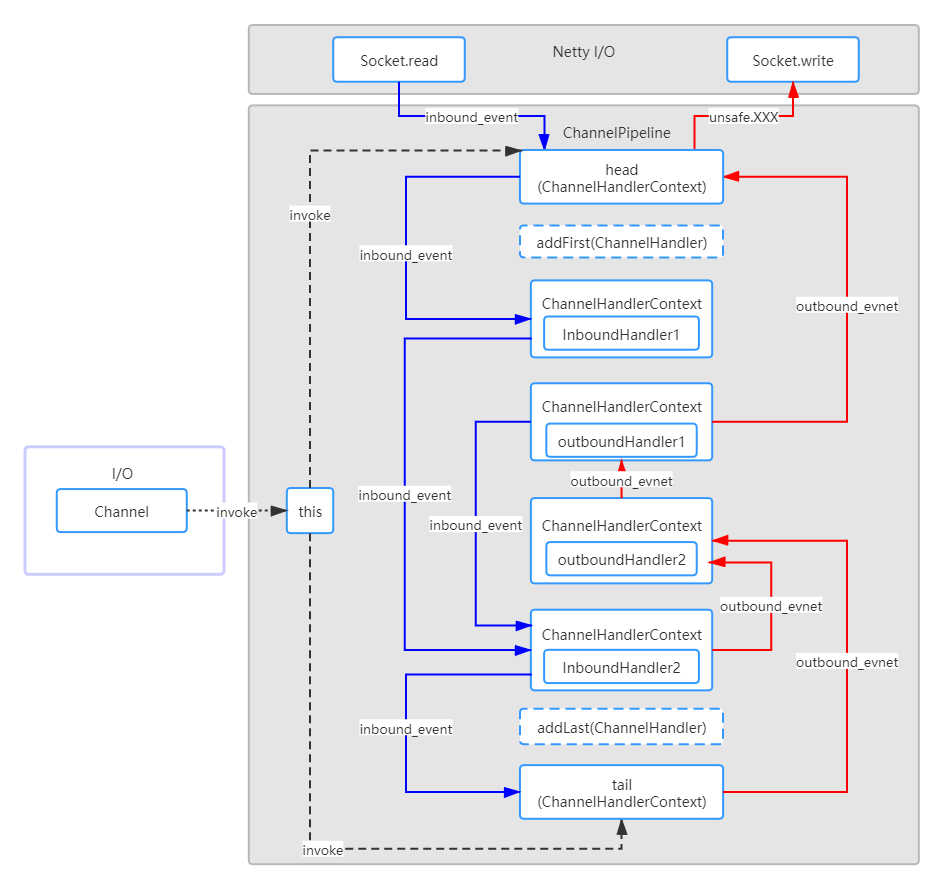 Netty I/O
Socket.read
Socket.write
inbound_event
unsafe.XXX
ChannelPipeline
head
(ChannelHandlerContext)
invoke
addFirst(ChannelHandler)
inbound_event
ChannelHandlerContext
outbound_evnet
InboundHandler1
ChannelHandlerContext
outboundHandler1
I/O
outbound_evnet
inbound_event
Channel
invoke
this
inbound_event
ChannelHandlerContext
outboundHandler2
outbound_evnet
ChannelHandlerContext
outbound_evnet
InboundHandler2
inbound_event
addLast(ChannelHandler)
tail
(ChannelHandlerContext)
invoke